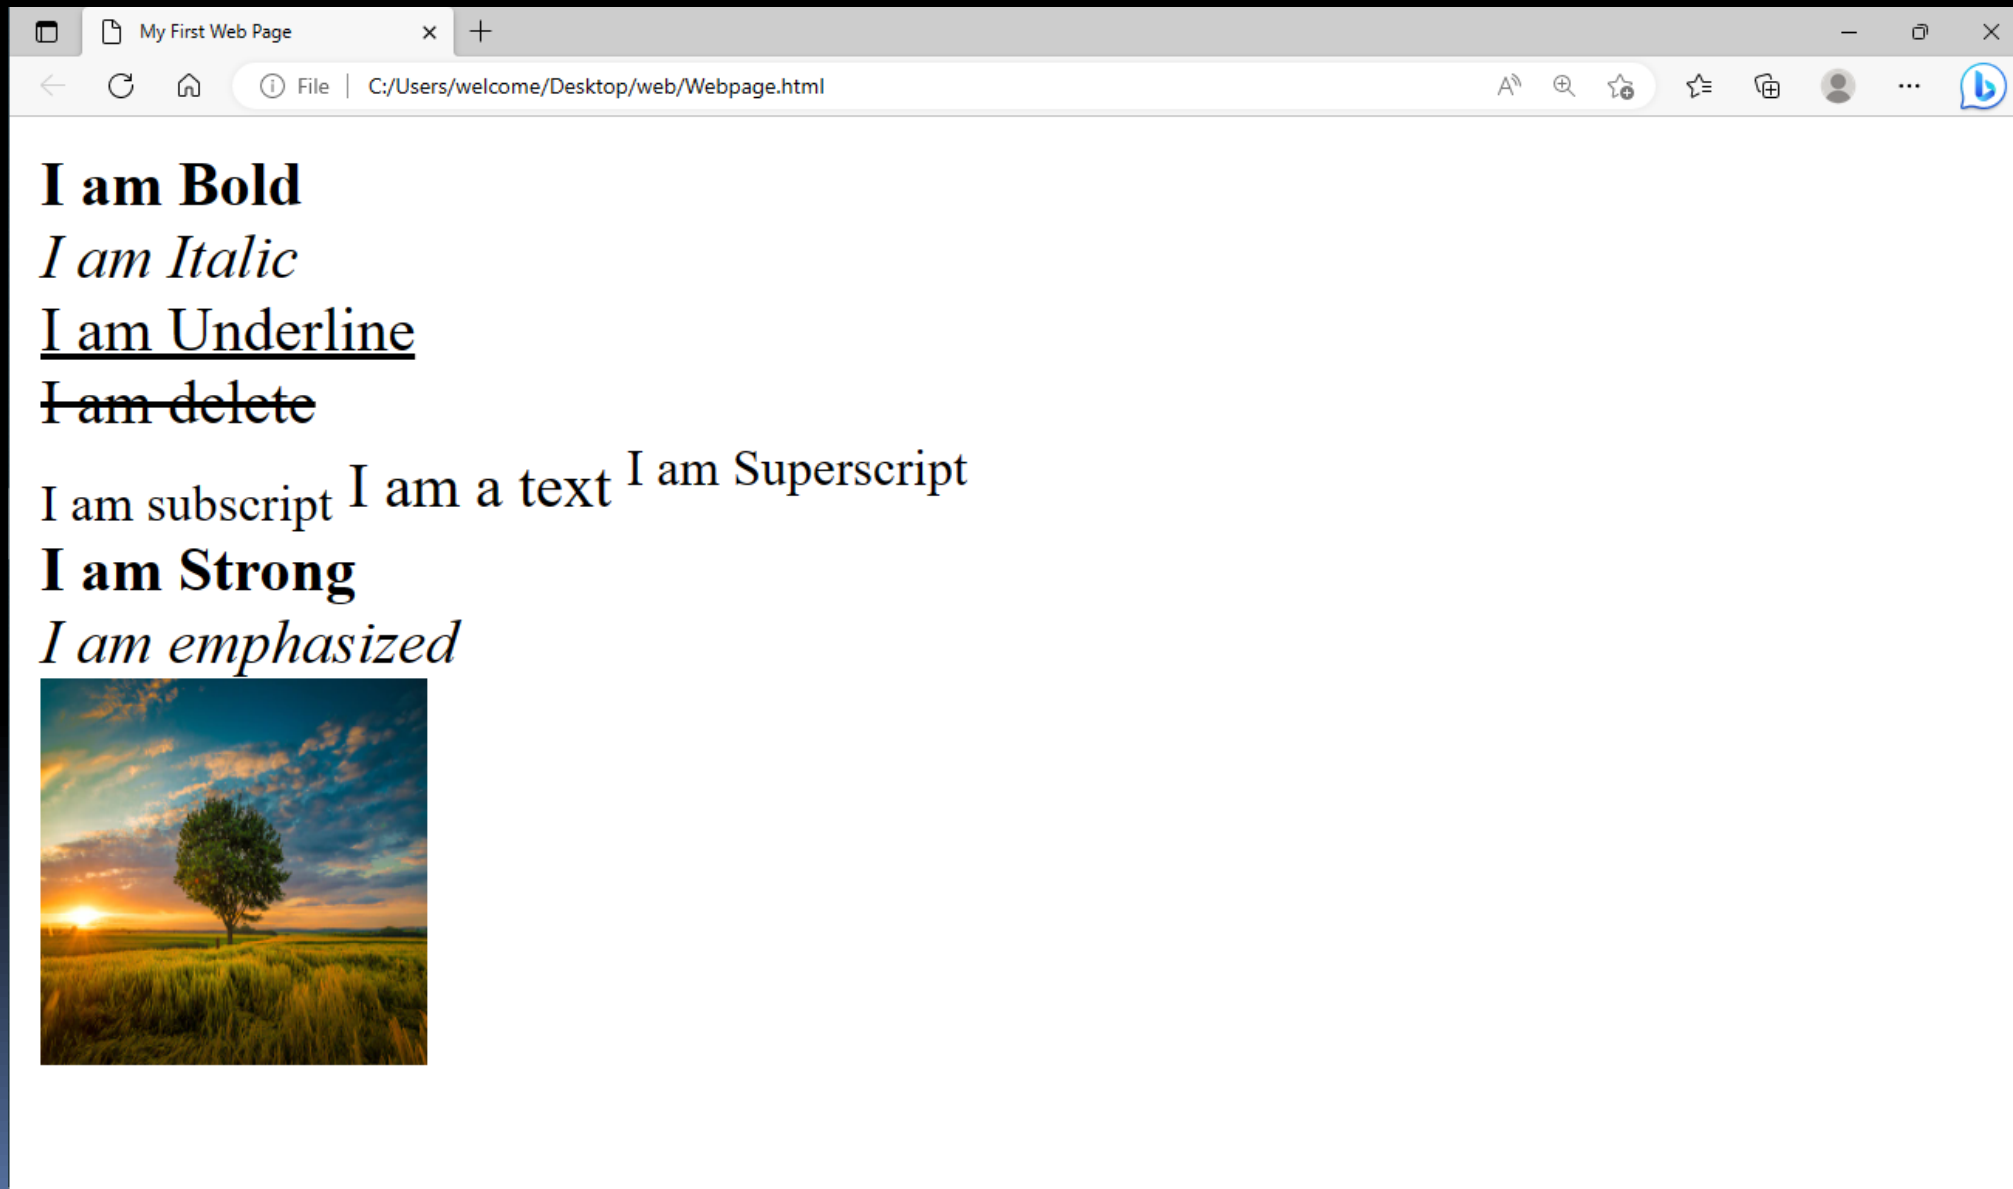 My First Web Page
File C:/Users/welcome/Desktop/web/Webpage.html
I am Bold
I am Italic
I am Underline
I am delete
I am subscript I am a text I am Superscript
I am Strong
I am emphasized